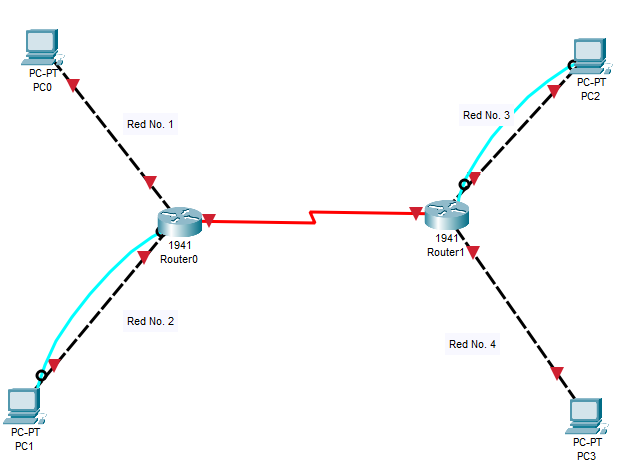 PC-PT
PC0
Red No. 1
PC-PT
PC2
Red No. 3
1941
Router0
1941
Router1
Red No. 2
Red No. 4
PC-PT
PC1
PC-PT
PC3